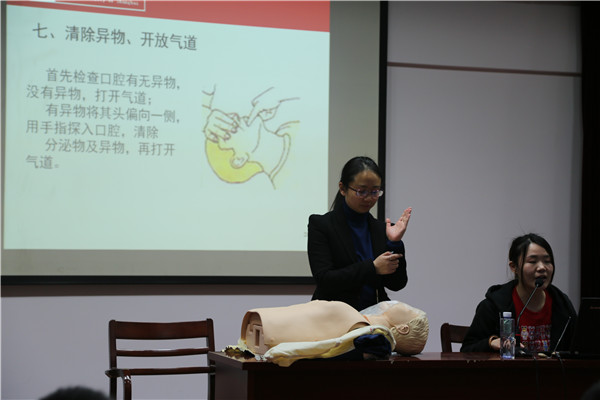 七、清除异物、开放气道
首先检查口腔有无异物，
没有异物，打开气道；
有异物将其头偏向一侧，
用手指探入口腔，清除
分泌物及异物，再打开
气道。